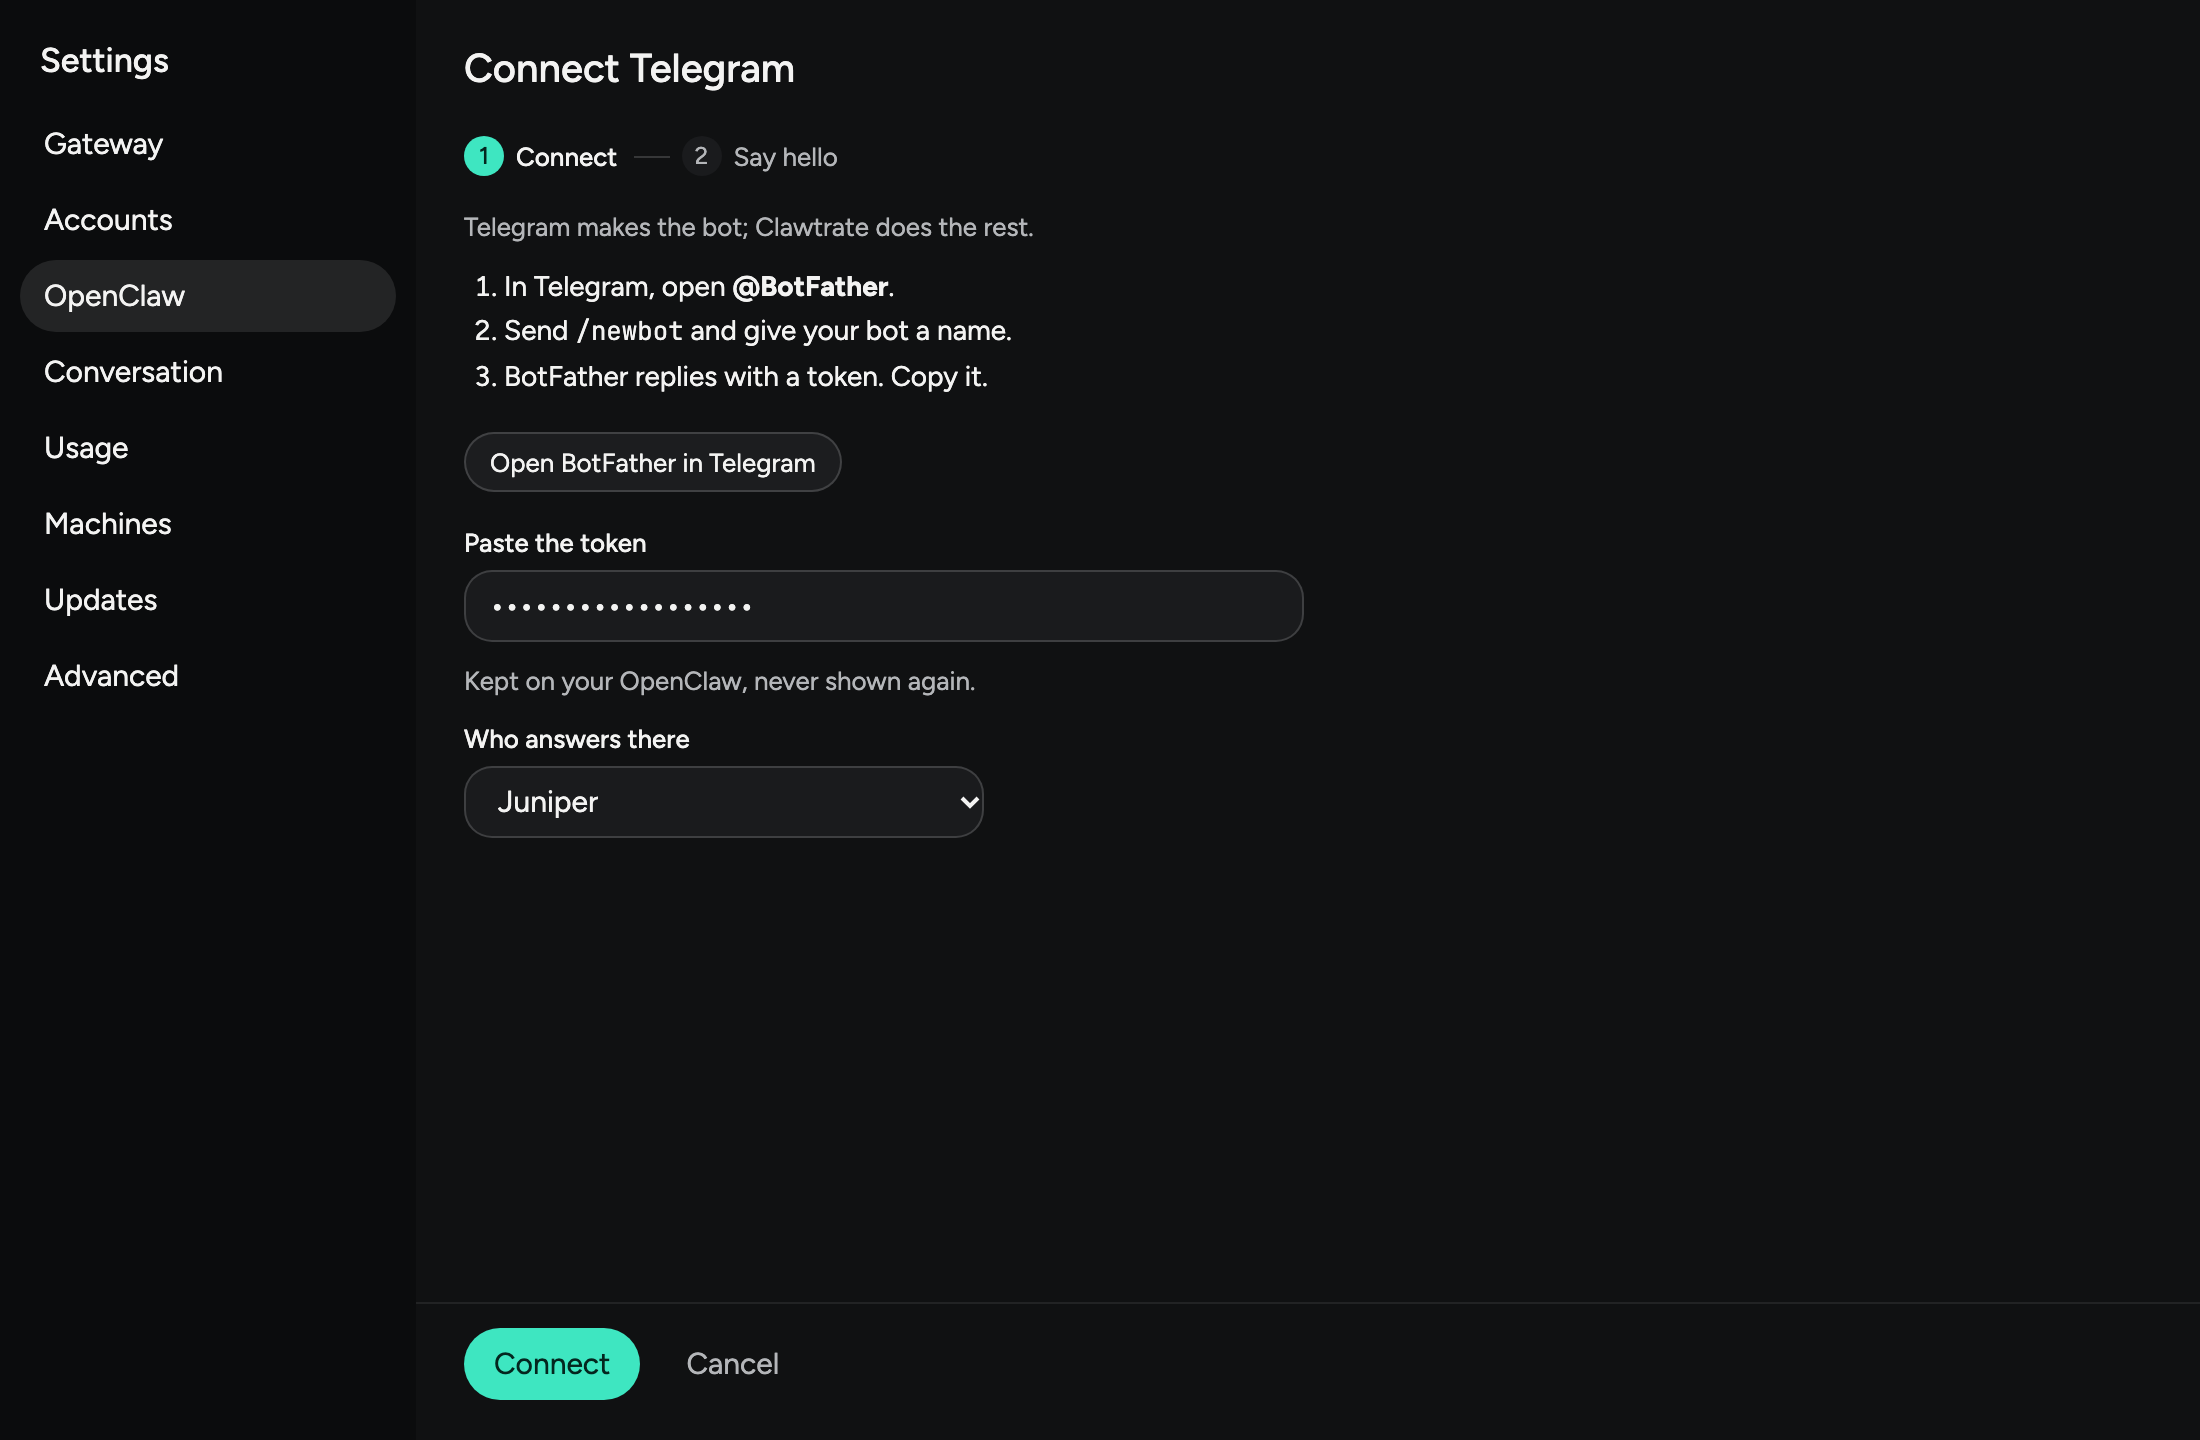 Settings
Gateway
Accounts
OpenClaw
Conversation
Usage
Machines
Updates
Advanced
Connect Telegram
1 Connect 2 Say hello
Telegram makes the bot; Clawtrate does the rest.
1. In Telegram, open @BotFather.
2. Send /newbot and give your bot a name.
3. BotFather replies with a token. Copy it.
Open BotFather in Telegram
Paste the token
••••••••••••••••••
Kept on your OpenClaw, never shown again.
Who answers there
Juniper
Connect Cancel